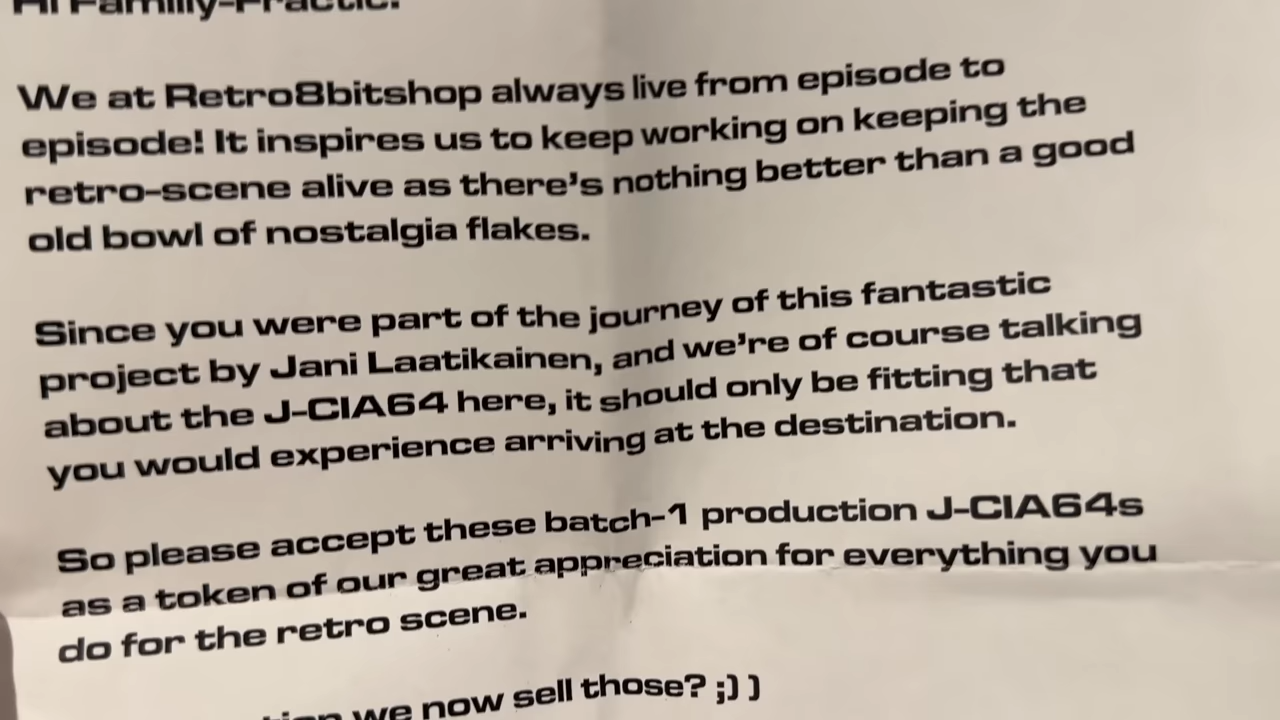 Hi Familly-Practic!
We at Retro8bitshop always live from episode to
episode! It inspires us to keep working on keeping the
retro-scene alive as there's nothing better than a good
old bowl of nostalgia flakes.
Since you were part of the journey of this fantastic
project by Jani Laatikainen, and we're of course talking
about the J-CIA64 here, it should only be fitting that
you would experience arriving at the destination.
So please accept these batch-1 production J-CIA64s
as a token of our great appreciation for everything you
do for the retro scene.
we now sell those? ;) )